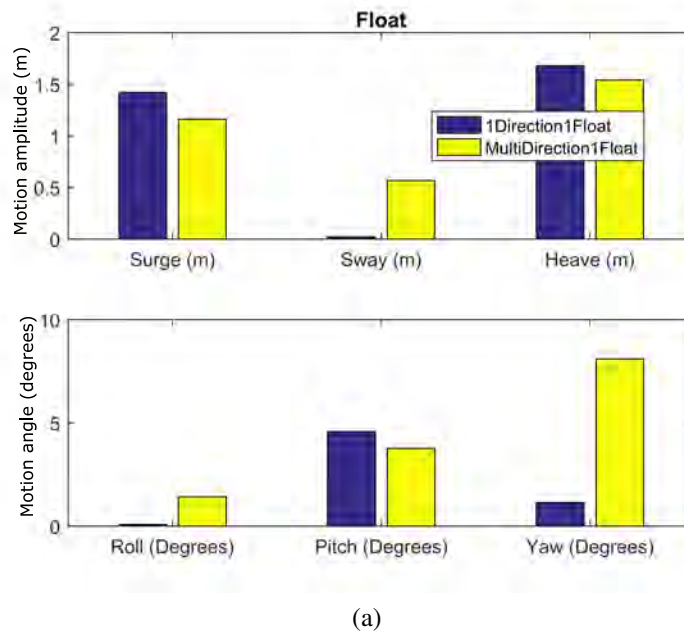 Float
Motion amplitude (m)
2
1.5
1
0.5
0
1Direction1Float
MultiDirection1Float
Surge (m) Sway (m) Heave (m)
Motion angle (degrees)
10
5
0
Roll (Degrees) Pitch (Degrees) Yaw (Degrees)
(a)